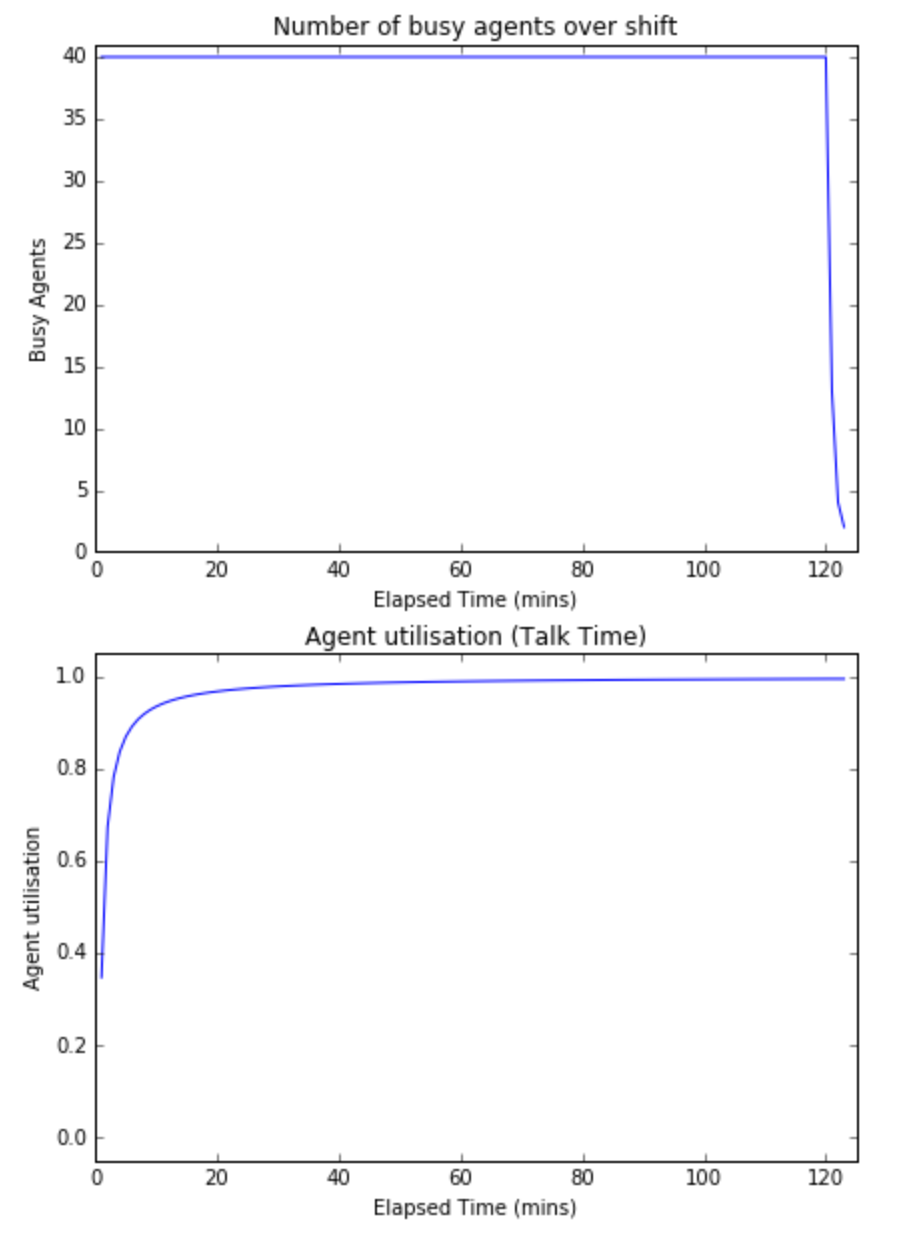 Number of busy agents over shift
40
35
30
25
20
15
10
5
0
Busy Agents
0 20 40 60 80 100 120
Elapsed Time (mins)
Agent utilisation (Talk Time)
1.0
0.8
0.6
0.4
0.2
0.0
Agent utilisation
0 20 40 60 80 100 120
Elapsed Time (mins)